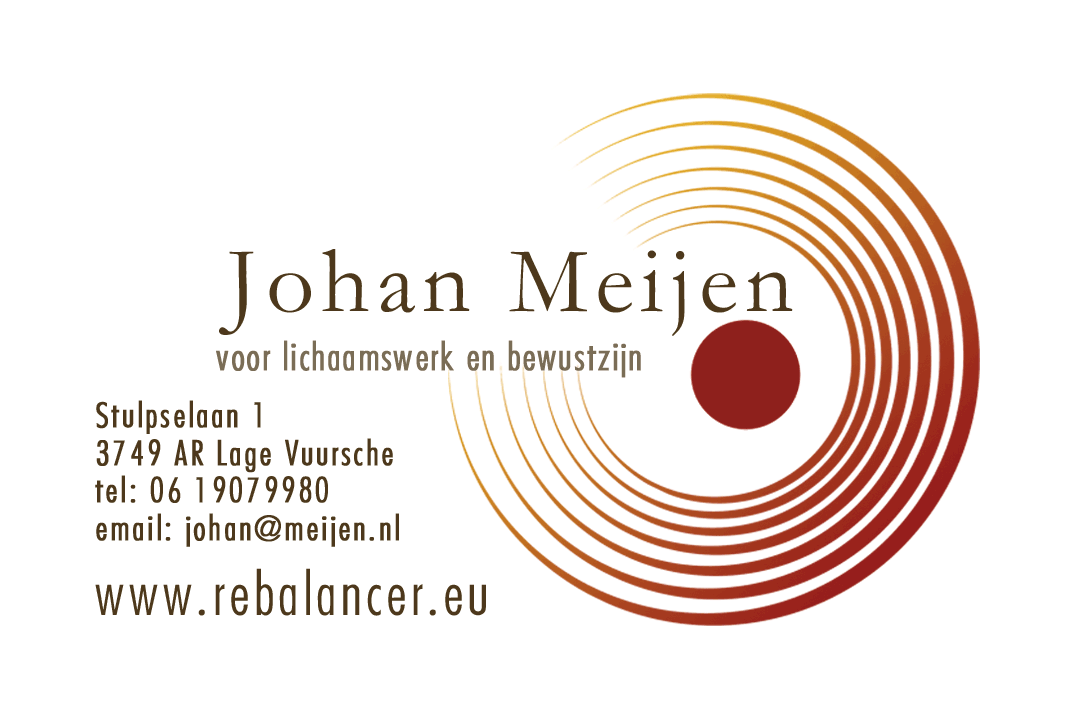 Johan Meijen
voor lichaamswerk en bewustzijn
Stulpselaan 1
3749 AR Lage Vuursche
tel: 06 19079980
email: johan@meijen.nl
www.rebalancer.eu